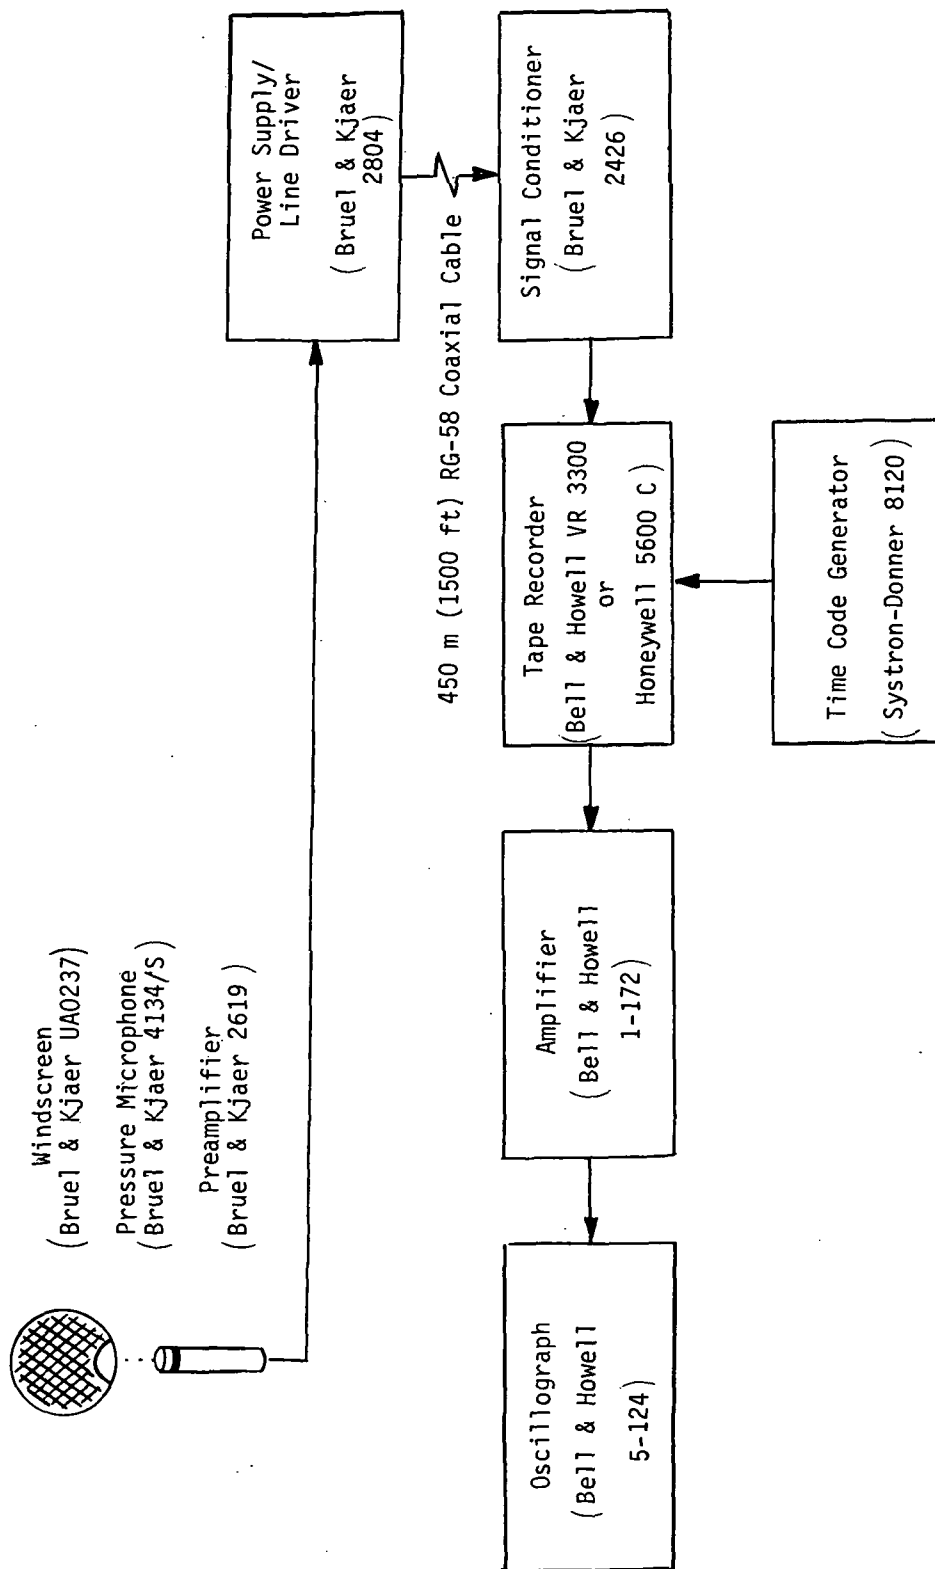 Windscreen
(Bruel & Kjaer UA0237)
Pressure Microphone
(Bruel & Kjaer 4134/S)
Preamplifier
(Bruel & Kjaer 2619)
Power Supply/
Line Driver
(Bruel & Kjaer
2804)
450 m (1500 ft) RG-58 Coaxial Cable
Signal Conditioner
(Bruel & Kjaer
2426)
Tape Recorder
(Bell & Howell VR 3300
or
Honeywell 5600 C)
Time Code Generator
(Systron-Donner 8120)
Amplifier
(Bell & Howell
1-172)
Oscillograph
(Bell & Howell
5-124)